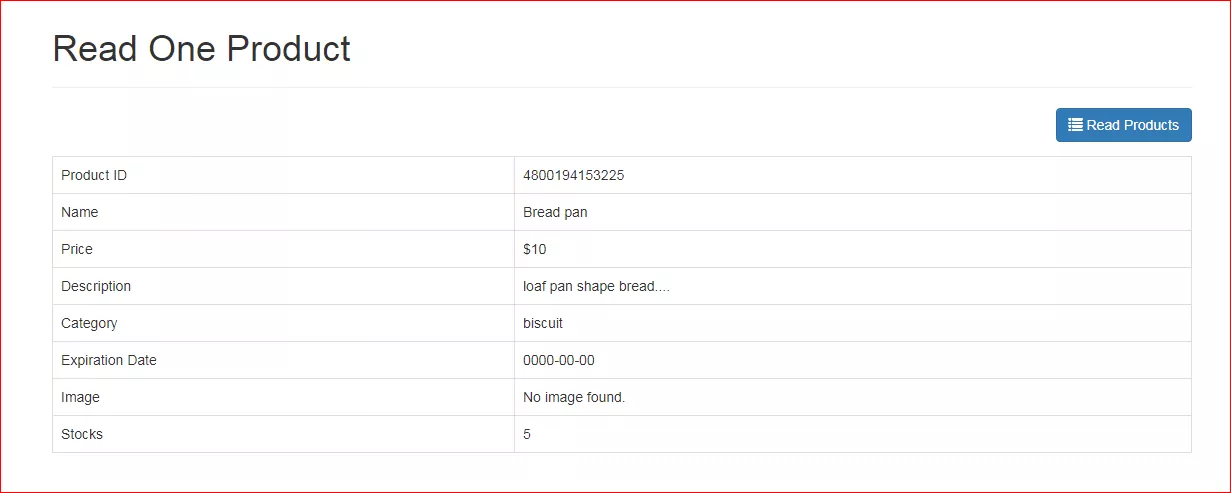 Read One Product
Read Products
Product ID 4800194153225
Name Bread pan
Price $10
Description loaf pan shape bread....
Category biscuit
Expiration Date 0000-00-00
Image No image found.
Stocks 5